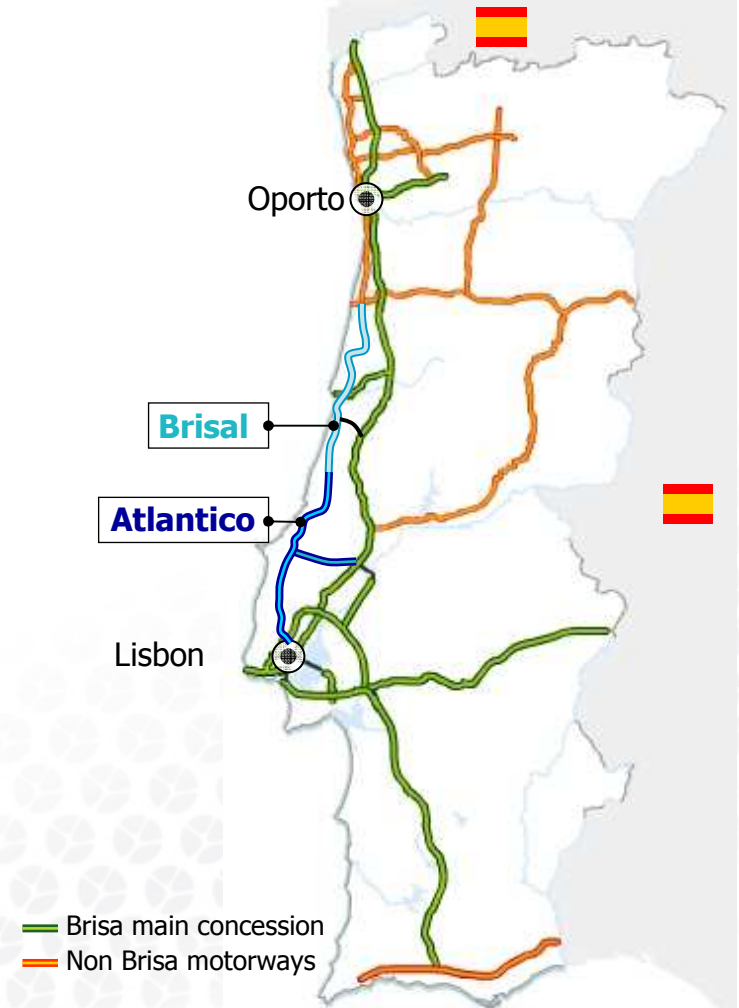 Oporto
Brisal
Atlantico
Lisbon
Brisa main concession
Non Brisa motorways